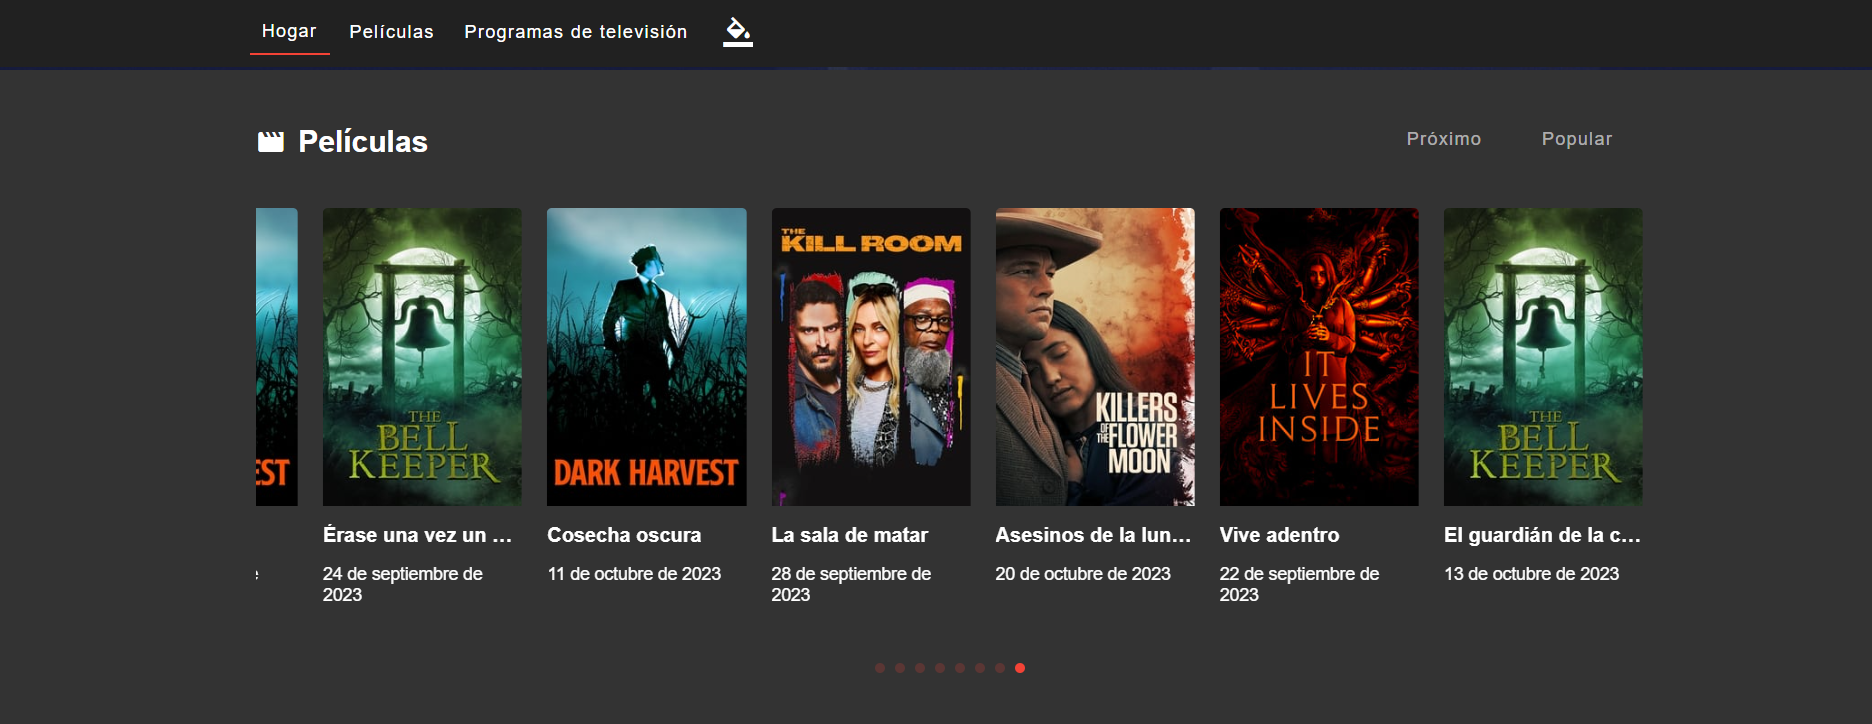 Hogar
Películas
Programas de televisión
Películas
Próximo
Popular
EST
THE
BELL
KEEPER
DARK HARVEST
THE
KILL ROOM
KILLERS
OF
THE FLOWER
MOON
IT
LIVES
INSIDE
THE
BELL
KEEPER
Érase una vez un ...
Cosecha oscura
La sala de matar
Asesinos de la lun...
Vive adentro
El guardián de la c...
24 de septiembre de
2023
11 de octubre de 2023
28 de septiembre de
2023
20 de octubre de 2023
22 de septiembre de
2023
13 de octubre de 2023